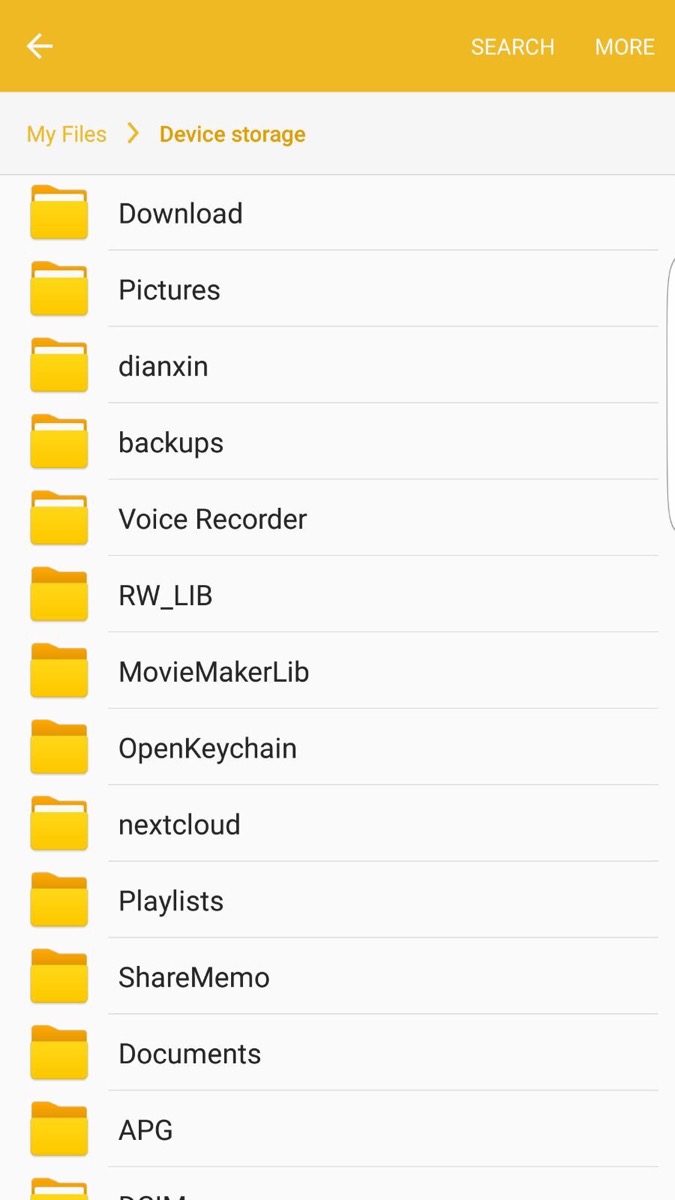 SEARCH MORE
My Files Device storage
Download
Pictures
dianxin
backups
Voice Recorder
RW_LIB
MovieMakerLib
OpenKeychain
nextcloud
Playlists
ShareMemo
Documents
APG
DCIM